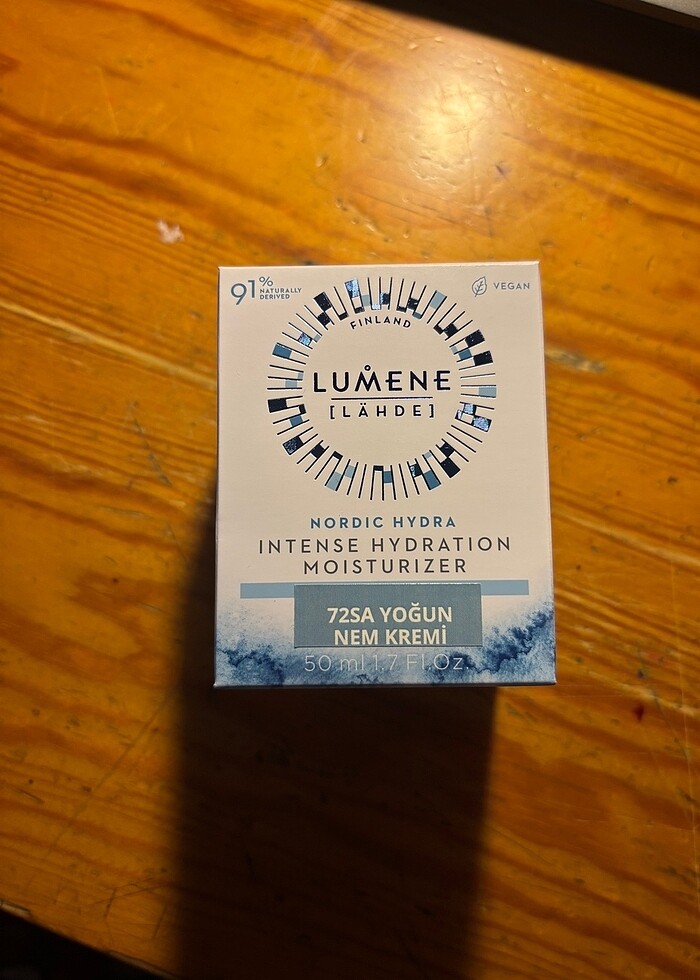 91% NATURALLY DERIVED
VEGAN
FINLAND
LUMENE
[LÄHDE]
NORDIC HYDRA
INTENSE HYDRATION
MOISTURIZER
72SA YOĞUN
NEM KREMİ
50 ml 1.7 Fl.Oz.